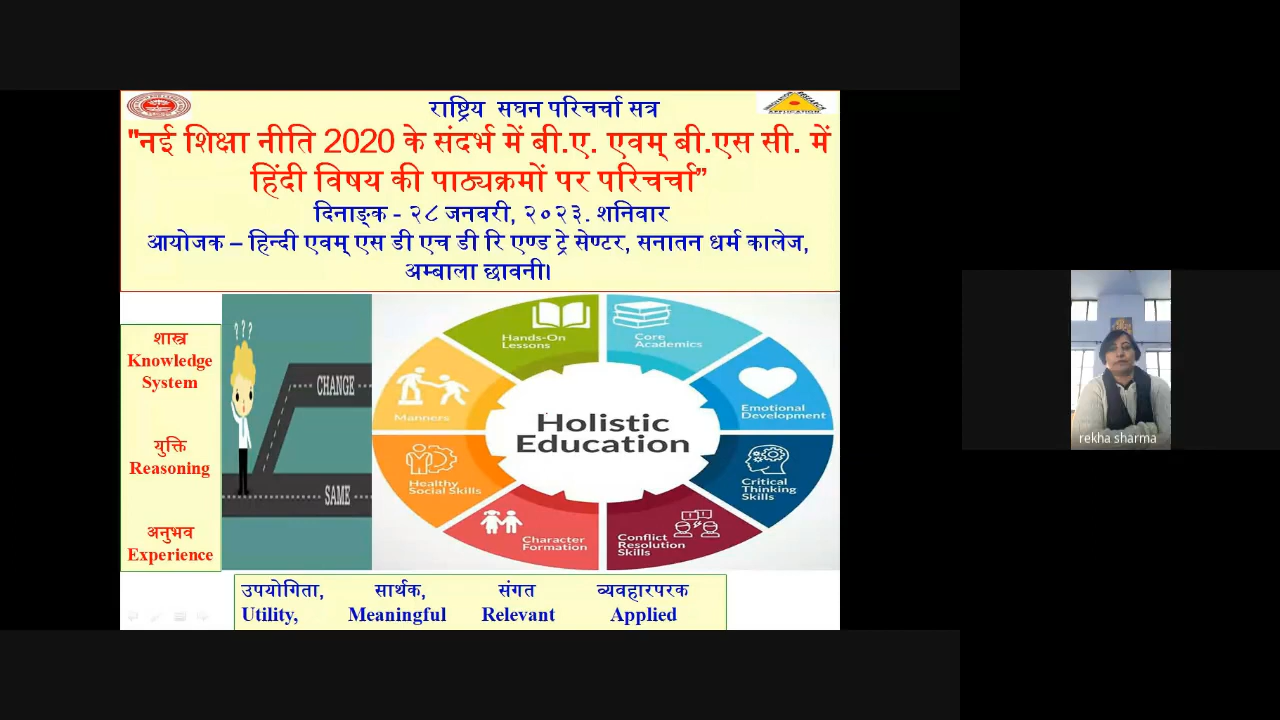 राष्ट्रिय सघन परिचर्चा सत्र
"नई शिक्षा नीति 2020 के संदर्भ में बी.ए. एवम् बी.एस सी. में
हिंदी विषय की पाठ्यक्रमों पर परिचर्चा”
दिनाङ्क - २८ जनवरी, २०२३. शनिवार
आयोजक – हिन्दी एवम् एस डी एच डी रि एण्ड ट्रे सेण्टर, सनातन धर्म कालेज,
अम्बाला छावनी।
APPLICATION
शास्त्र
Knowledge
System
युक्ति
Reasoning
अनुभव
Experience
? ? ?
CHANGE
SAME
Holistic
Education
Hands-On
Lessons
Core
Academics
Emotional
Development
Critical
Thinking
Skills
Conflict
Resolution
Skills
Character
Formation
Healthy
Social Skills
Manners
उपयोगिता, सार्थक, संगत व्यवहारपरक
Utility, Meaningful Relevant Applied
rekha sharma